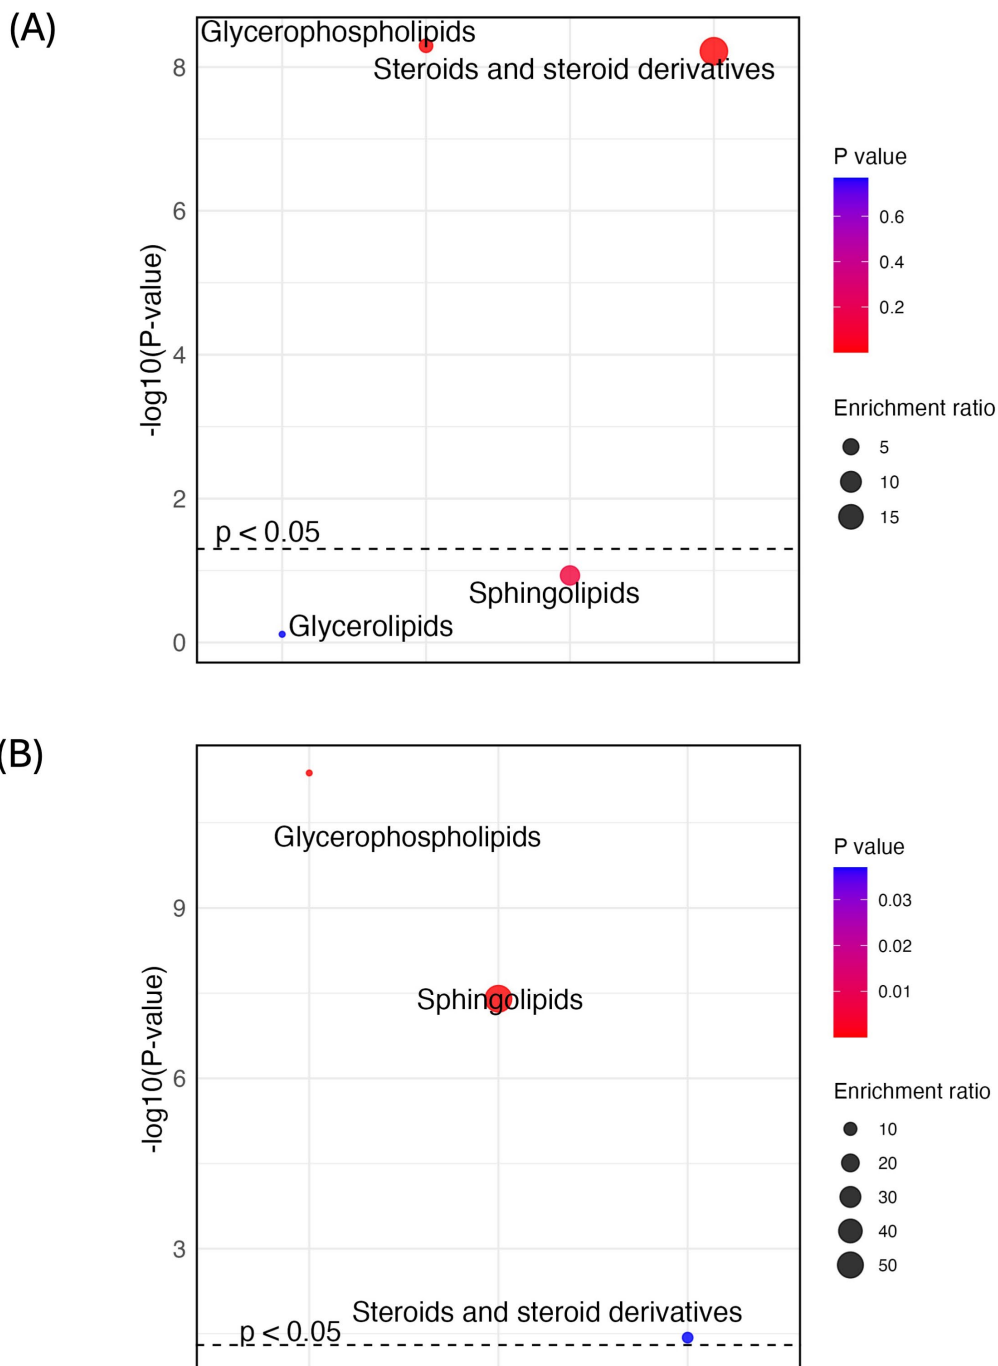 (A)
Glycerophospholipids
Steroids and steroid derivatives
8
6
4
2
0
-log10(P-value)
p < 0.05
Sphingolipids
Glycerolipids
P value
0.6
0.4
0.2
Enrichment ratio
5
10
15
(B)
Glycerophospholipids
9
Sphingolipids
6
3
-log10(P-value)
Steroids and steroid derivatives
p < 0.05
P value
0.03
0.02
0.01
Enrichment ratio
10
20
30
40
50